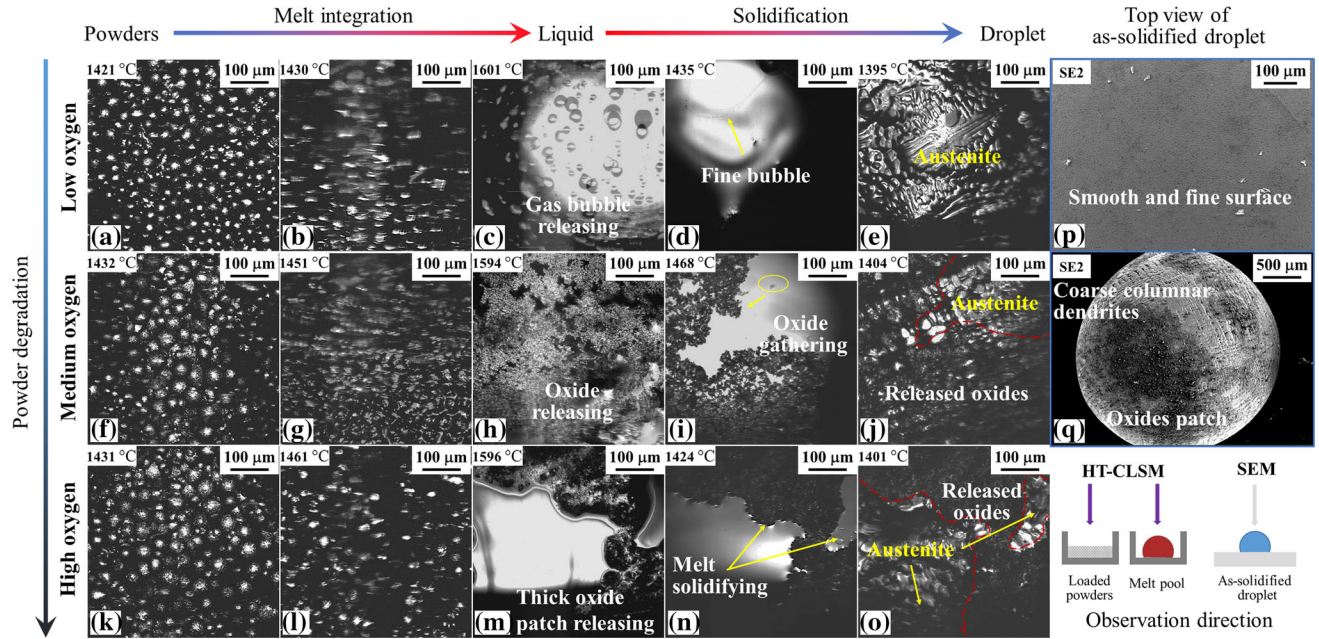 Melt integration
Solidification
Top view of
as-solidified droplet
Powders
Liquid
Droplet
Powder degradation
Low oxygen
1421 °C
100 μm
(a)
1430 °C
100 μm
(b)
1601 °C
100 μm
Gas bubble
releasing
(c)
1435 °C
100 μm
Fine bubble
(d)
1395 °C
100 μm
Austenite
(e)
SE2
100 μm
Smooth and fine surface
(p)
Medium oxygen
1432 °C
100 μm
(f)
1451 °C
100 μm
(g)
1594 °C
100 μm
Oxide
releasing
(h)
1468 °C
100 μm
Oxide
gathering
(i)
1404 °C
100 μm
Austenite
Released oxides
(j)
SE2
500 μm
Coarse columnar
dendrites
Oxides patch
(q)
High oxygen
1431 °C
100 μm
(k)
1461 °C
100 μm
(l)
1596 °C
100 μm
Thick oxide
patch releasing
(m)
1424 °C
100 μm
Melt
solidifying
(n)
1401 °C
100 μm
Released
oxides
Austenite
(o)
HT-CLSM
SEM
Loaded
powders
Melt pool
As-solidified
droplet
Observation direction